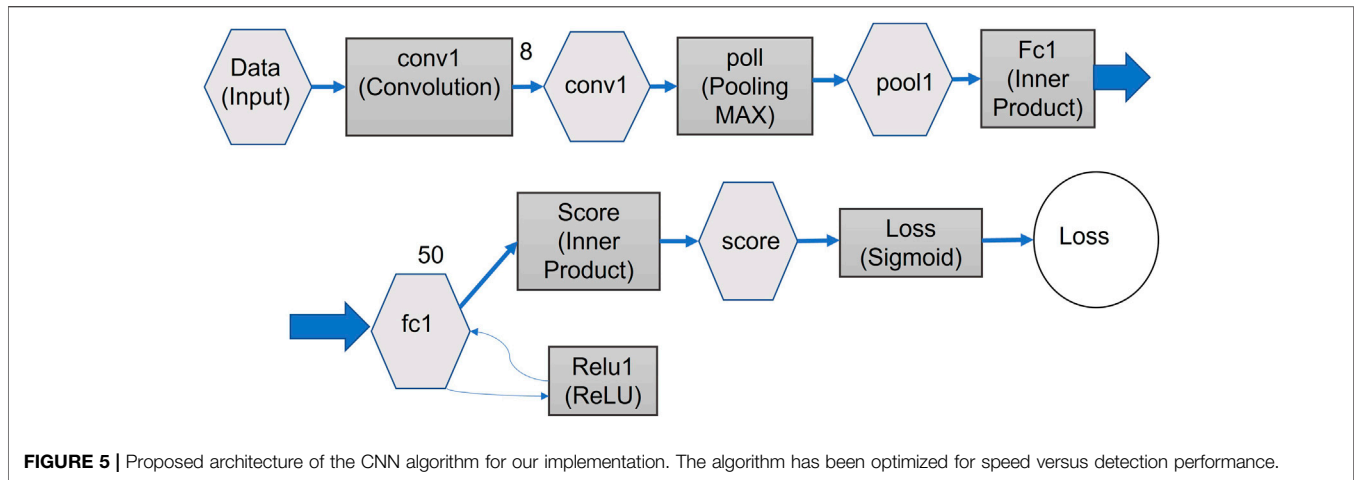 Data
(Input)
conv1
(Convolution)
8
conv1
poll
(Pooling
MAX)
pool1
Fc1
(Inner
Product)
50
fc1
Score
(Inner
Product)
score
Loss
(Sigmoid)
Loss
Relu1
(ReLU)
FIGURE 5 | Proposed architecture of the CNN algorithm for our implementation. The algorithm has been optimized for speed versus detection performance.